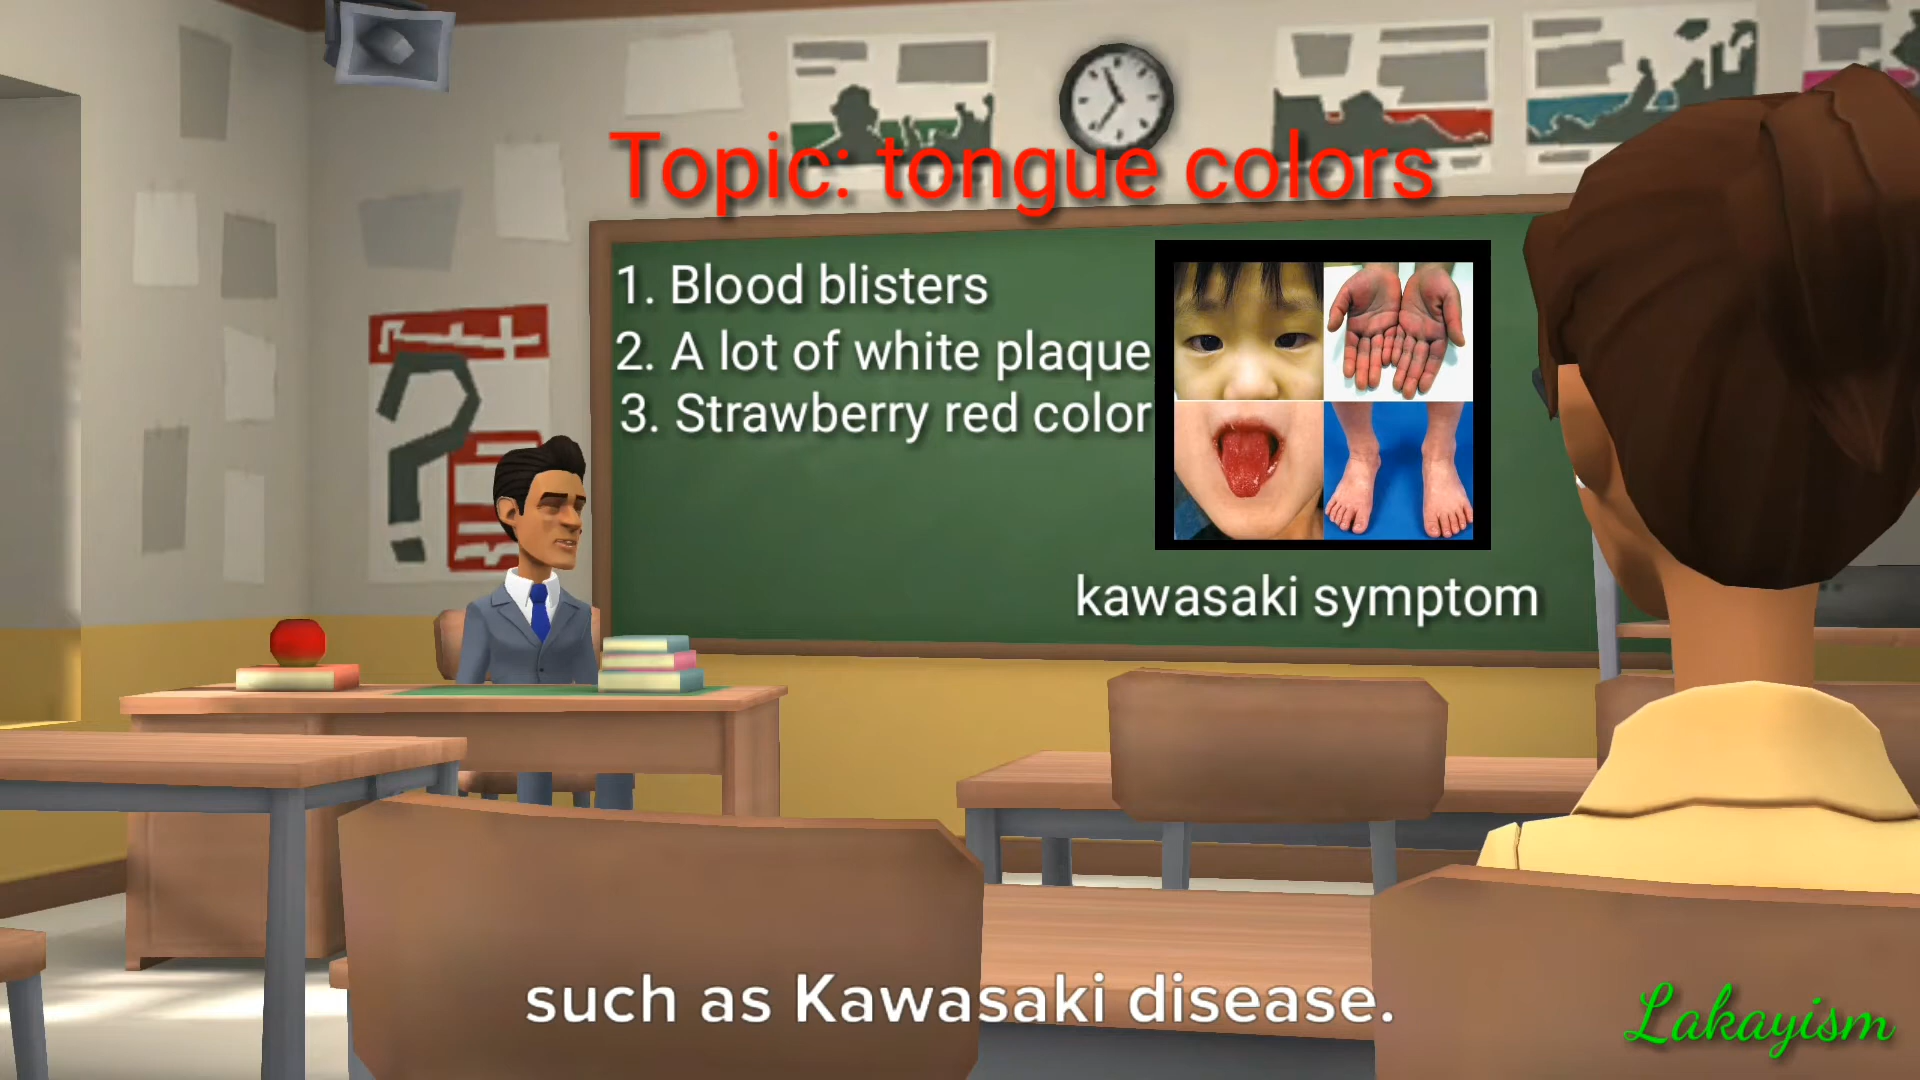 Topic: tongue colors
1. Blood blisters
2. A lot of white plaque
3. Strawberry red color
kawasaki symptom
such as Kawasaki disease.
Lakayism